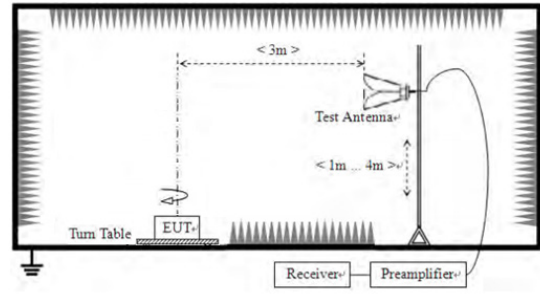 < 3m >
Test Antenna
< 1m ... 4m >
EUT
Turn Table
Receiver
Preamplifier